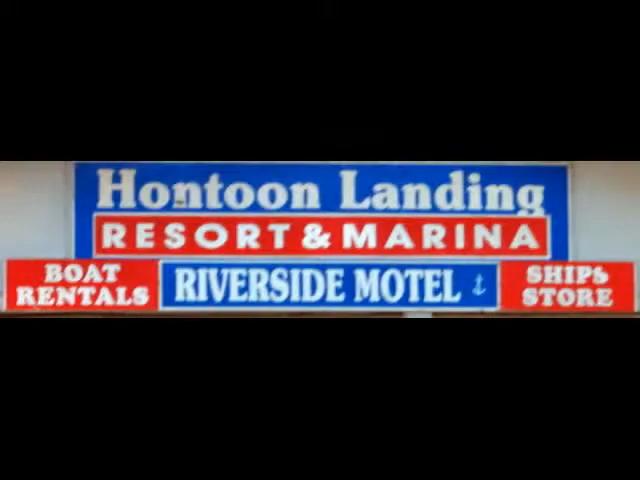 Hontoon Landing
RESORT & MARINA
BOAT
RENTALS
RIVERSIDE MOTEL
SHIPS
STORE